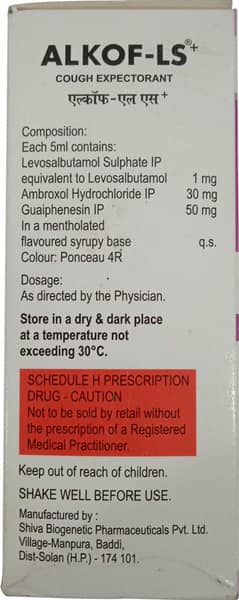 ALKOF-LS®+
COUGH EXPECTORANT
एल्कॉफ-एल एस+
Composition:
Each 5ml contains:
Levosalbutamol Sulphate IP
equivalent to Levosalbutamol 1 mg
Ambroxol Hydrochloride IP 30 mg
Guaiphenesin IP 50 mg
In a mentholated
flavoured syrupy base q.s.
Colour: Ponceau 4R
Dosage:
As directed by the Physician.
Store in a dry & dark place
at a temperature not
exceeding 30°C.
SCHEDULE H PRESCRIPTION
DRUG - CAUTION
Not to be sold by retail without
the prescription of a Registered
Medical Practitioner.
Keep out of reach of children.
SHAKE WELL BEFORE USE.
Manufactured by :
Shiva Biogenetic Pharmaceuticals Pvt. Ltd.
Village-Manpura, Baddi,
Dist-Solan (H.P.) - 174 101.